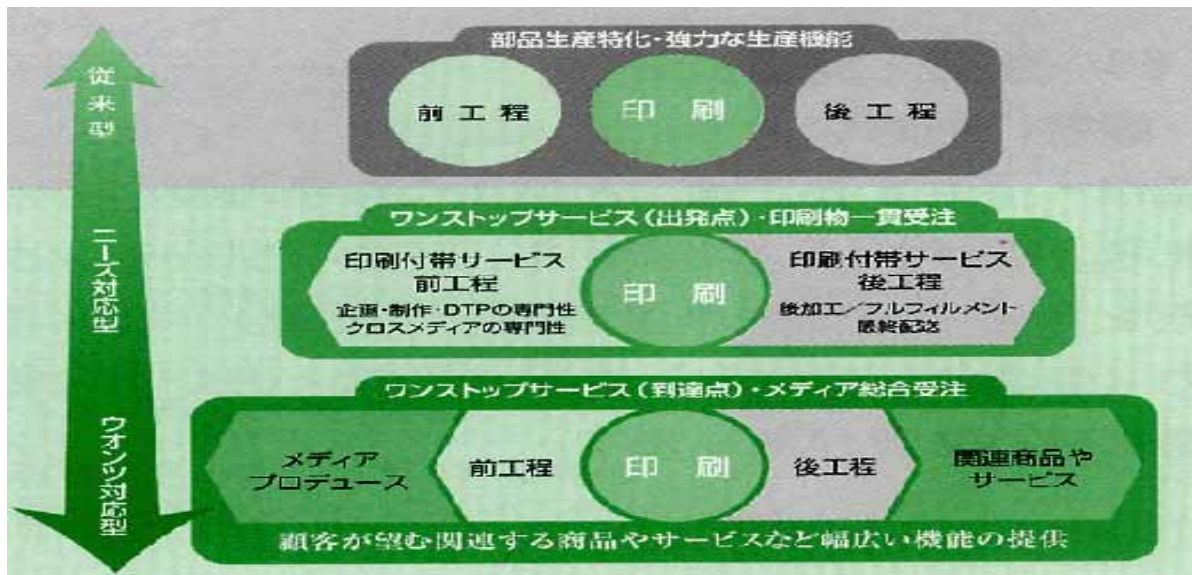 従来型
部品生産特化・強力な生産機能
前工程
印刷
後工程
ニーズ対応型
ワンストップサービス(出発点)・印刷物一貫受注
印刷付帯サービス
前工程
企画・制作・DTPの専門性
クロスメディアの専門性
印刷
印刷付帯サービス
後工程
後加工/フルフィルメント
最終配送
ウオンツ対応型
ワンストップサービス(到達点)・メディア総合受注
メディア
プロデュース
前工程
印刷
後工程
関連商品や
サービス
顧客が望む関連する商品やサービスなど幅広い機能の提供